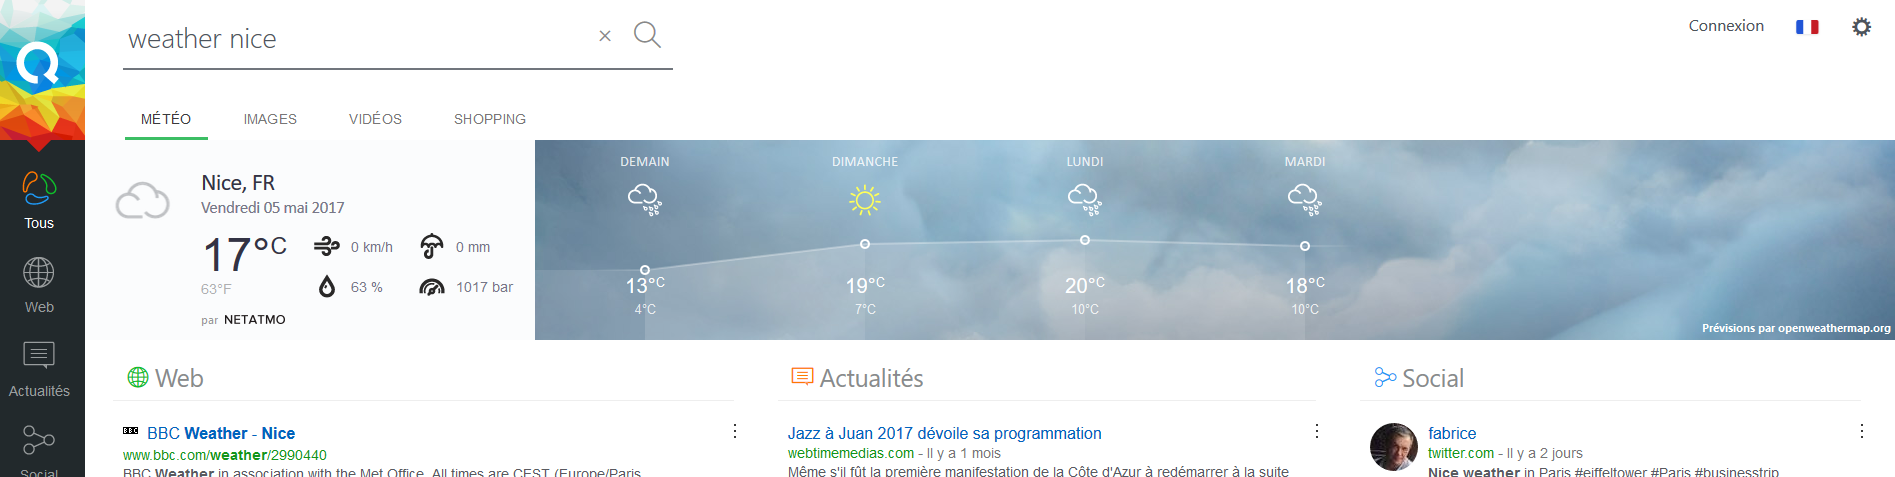 weather nice
×
Connexion
MÉTÉO IMAGES VIDÉOS SHOPPING
Nice, FR
Vendredi 05 mai 2017
17°C
63°F
0 km/h 0 mm
63 % 1017 bar
par NETATMO
DEMAIN DIMANCHE LUNDI MARDI
13°C 19°C 20°C 18°C
4°C 7°C 10°C 10°C
Prévisions par openweathermap.org
Tous
Web
Actualités
Social
Web
BBC BBC Weather - Nice
www.bbc.com/weather/2990440
BBC Weather in association with the Met Office. All times are CEST (Europe/Paris,
Actualités
Jazz à Juan 2017 dévoile sa programmation
webtimemedias.com - Il y a 1 mois
Même s'il fût la première manifestation de la Côte d'Azur à redémarrer à la suite
Social
fabrice
twitter.com - Il y a 2 jours
Nice weather in Paris #eiffeltower #Paris #businesstrip